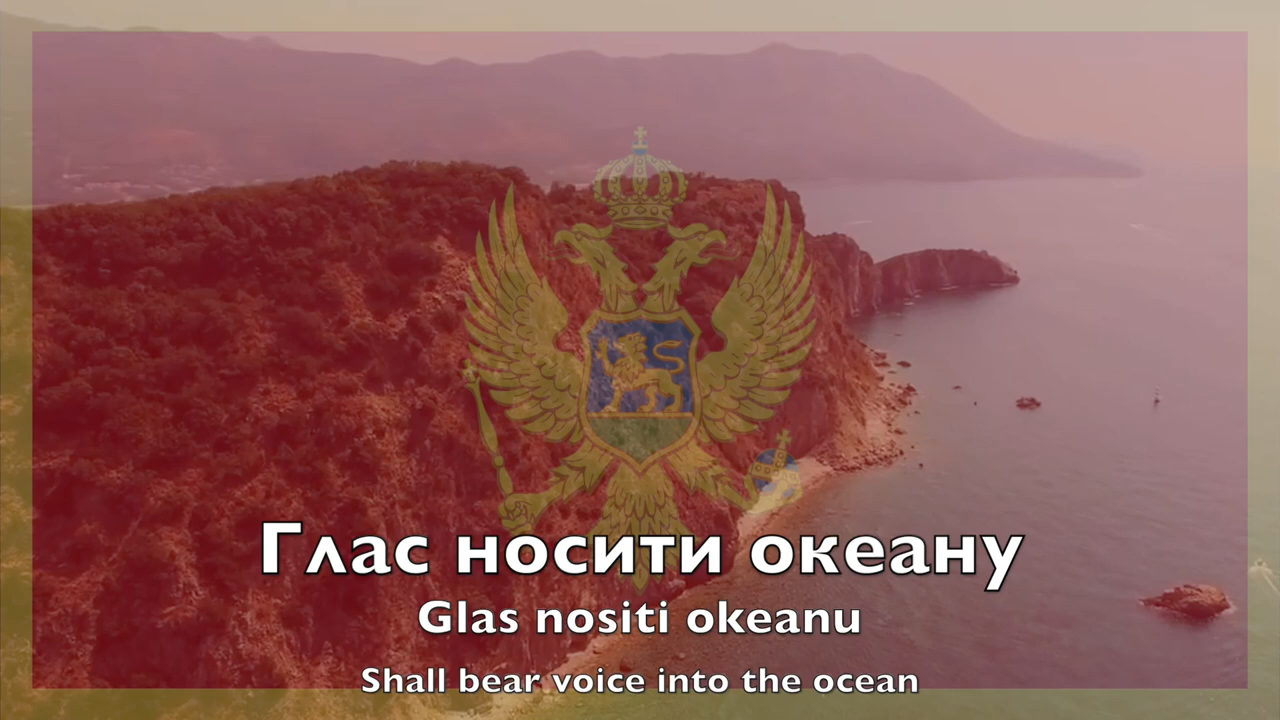 Глас носити океану
Glas nositi okeanu
Shall bear voice into the ocean